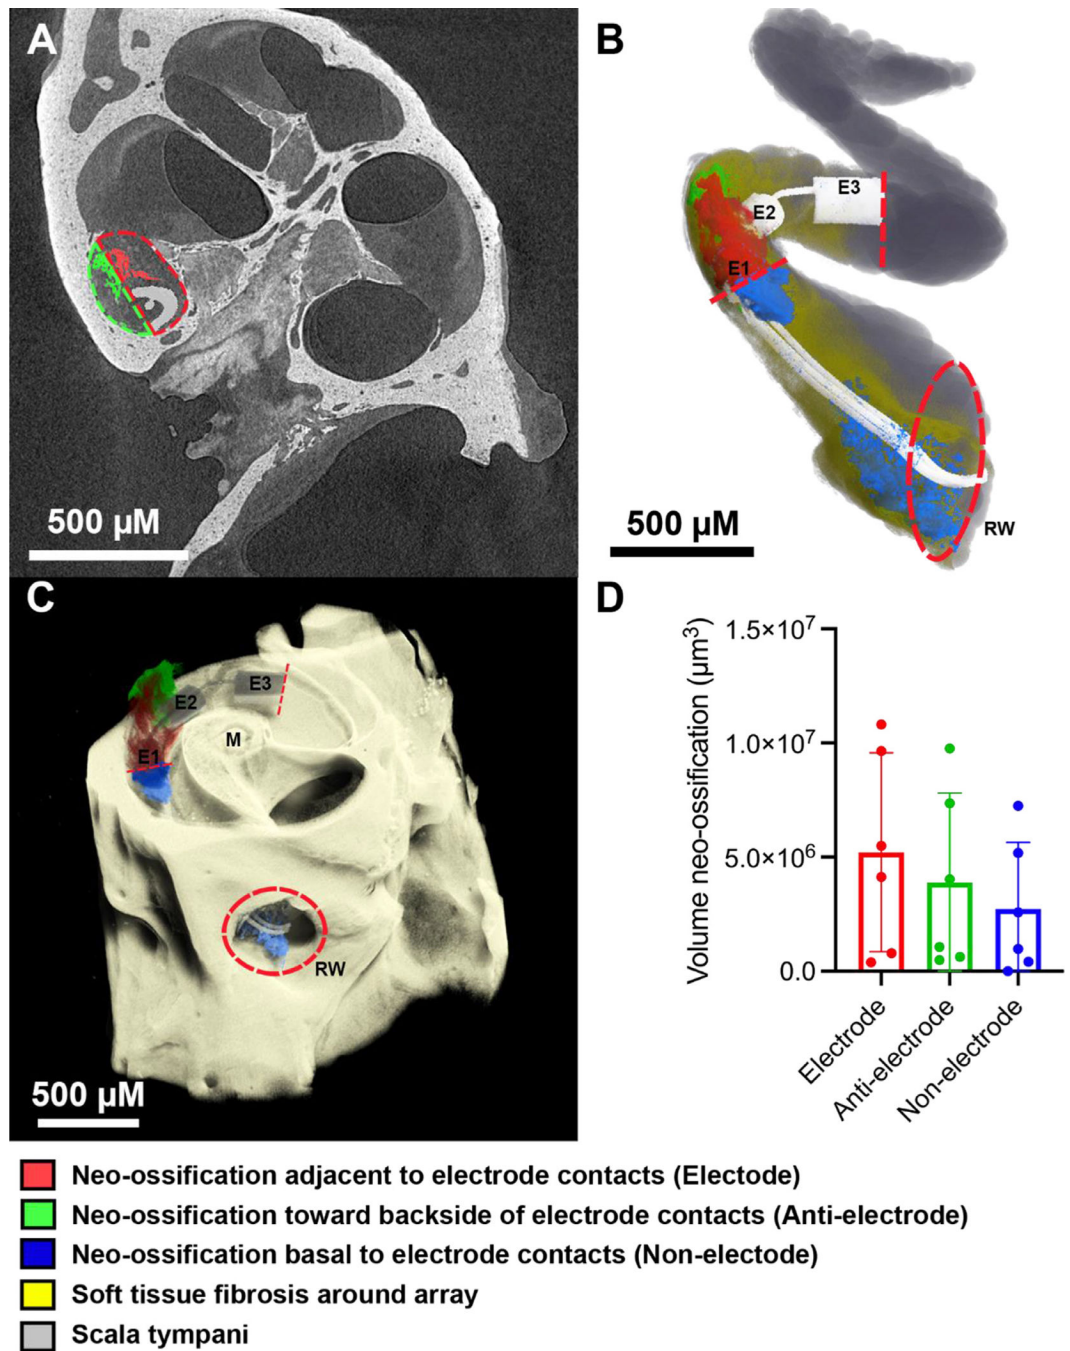 A
500 µM
B
E3
E2
E1
500 µM
RW
C
E3
E2
M
E1
RW
500 µM
D
Volume neo-ossification (µm³)
1.5×10⁷
1.0×10⁷
5.0×10⁶
0.0
Electrode
Anti-electrode
Non-electrode
Neo-ossification adjacent to electrode contacts (Electode)
Neo-ossification toward backside of electrode contacts (Anti-electrode)
Neo-ossification basal to electrode contacts (Non-electode)
Soft tissue fibrosis around array
Scala tympani